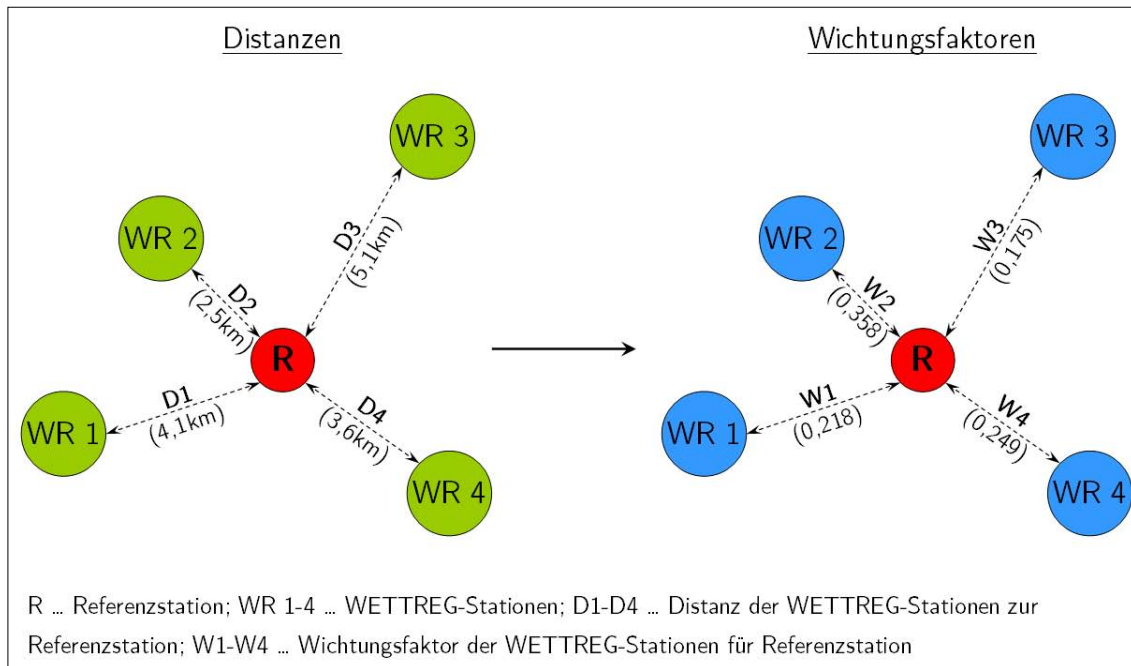 Distanzen
Wichtungsfaktoren
WR 3
WR 2
D3
(5,1km)
D2
(2,5km)
R
D1
(4,1km)
WR 1
D4
(3,6km)
WR 4
WR 3
WR 2
W3
(0,175)
W2
(0,358)
R
W1
(0,218)
WR 1
W4
(0,249)
WR 4
R ... Referenzstation; WR 1-4 ... WETTREG-Stationen; D1-D4 ... Distanz der WETTREG-Stationen zur
Referenzstation; W1-W4 ... Wichtungsfaktor der WETTREG-Stationen für Referenzstation